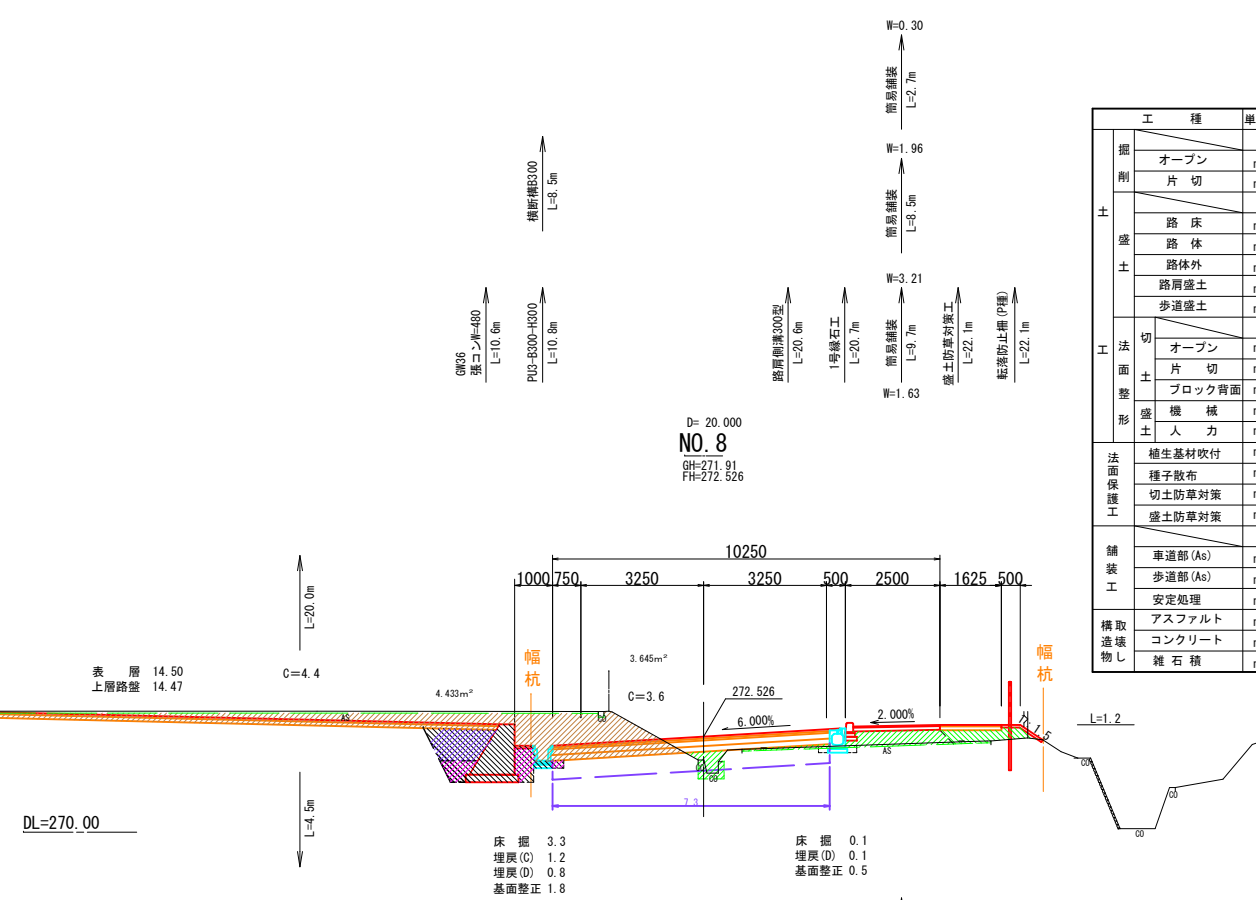 W=0.30
簡易舗装
L=2.7m
W=1.96
簡易舗装
L=8.5m
W=3.21
簡易舗装
L=9.7m
W=1.63
横断構B300
L=8.5m
GW36
張コンW=480
L=10.6m
PU3-B300-H300
L=10.8m
路肩側溝300型
L=20.6m
1号縁石工
L=20.7m
盛土防草対策工
L=22.1m
転落防止柵(P種)
L=22.1m
D= 20.000
NO.8
GH=271.91
FH=272.526
工 種 単
土 工
掘 削
オープン
片 切
盛 土
路 床
路 体
路体外
路肩盛土
歩道盛土
法 面 整 形
切 土
オープン
片 切
ブロック背面
盛 土
機 械
人 力
法面保護工
植生基材吹付
種子散布
切土防草対策
盛土防草対策
舗装工
車道部(As)
歩道部(As)
安定処理
構造物取壊し
アスファルト
コンクリート
雑 石 積
10250
1000 750 3250 3250 500 2500 1625 500
L=20.0m
表 層 14.50
上層路盤 14.47
C=4.4
4.433m²
幅杭
3.645m²
C=3.6
272.526
6.000%
2.000%
幅杭
L=1.2
1:1.5
AS
CO
CO
CO
AS
CO
CO
CO
7.3
DL=270.00
L=4.5m
床 掘 3.3
埋戻(C) 1.2
埋戻(D) 0.8
基面整正 1.8
床 掘 0.1
埋戻(D) 0.1
基面整正 0.5